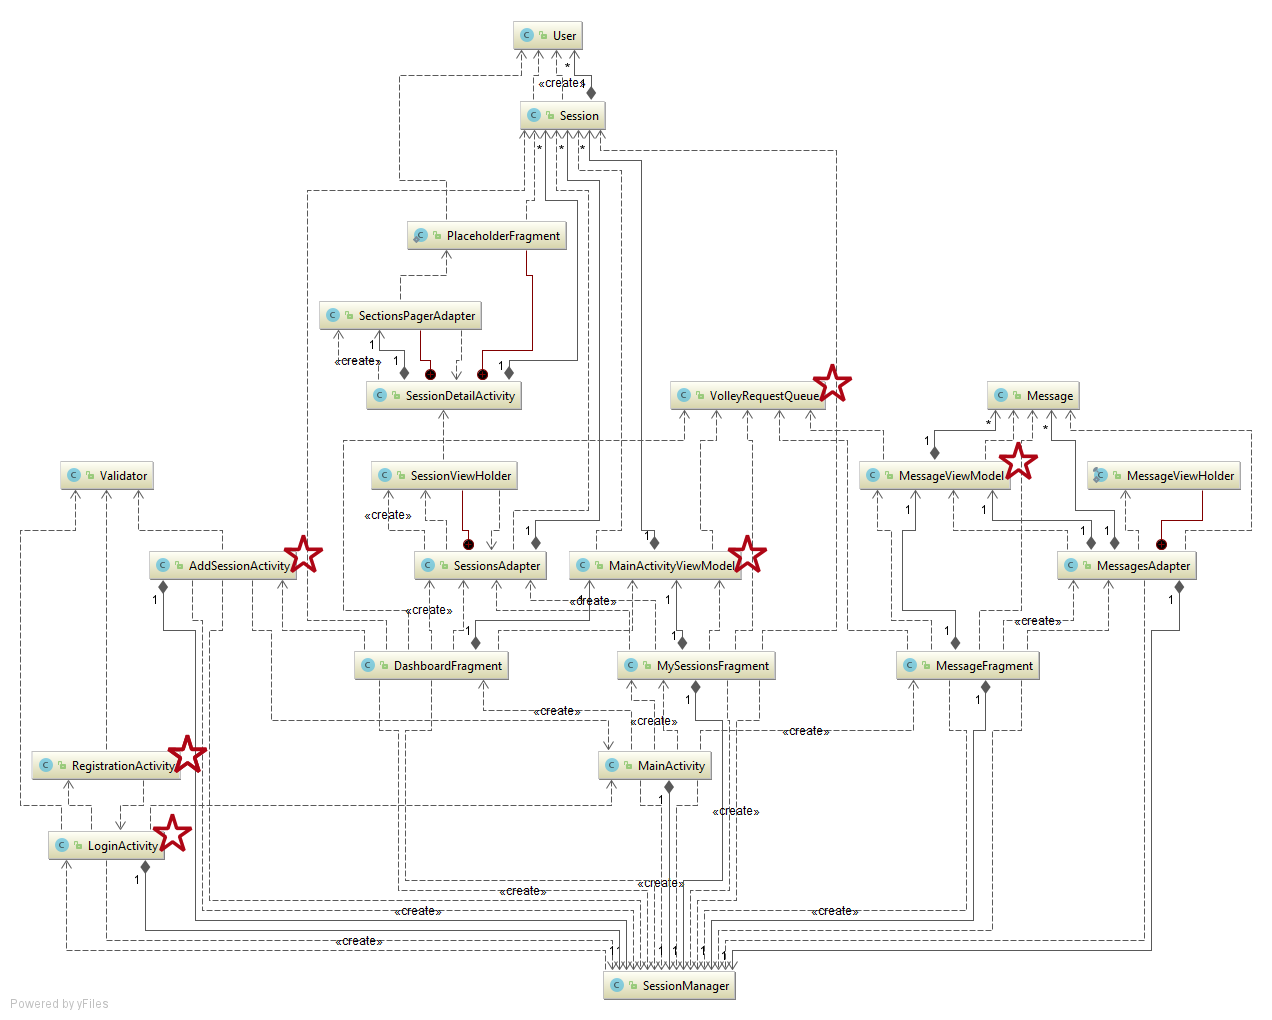 User
*
«create»
1
Session
* * *
PlaceholderFragment
SectionsPagerAdapter
1
«create»
1
1
SessionDetailActivity
VolleyRequestQueue
Message
* *
1
Validator
SessionViewHolder
MessageViewModel
MessageViewHolder
«create»
1
1
1
1
1
1
1
AddSessionActivity
SessionsAdapter
MainActivityViewModel
MessagesAdapter
1
«create»
«create»
1
1
1
1
«create»
1
1
1
DashboardFragment
MySessionsFragment
MessageFragment
1
1
«create»
«create»
«create»
RegistrationActivity
MainActivity
1
«create»
LoginActivity
1
«create»
«create»
«create»
«create»
«create»
1
1
1
1
1
SessionManager
Powered by yFiles